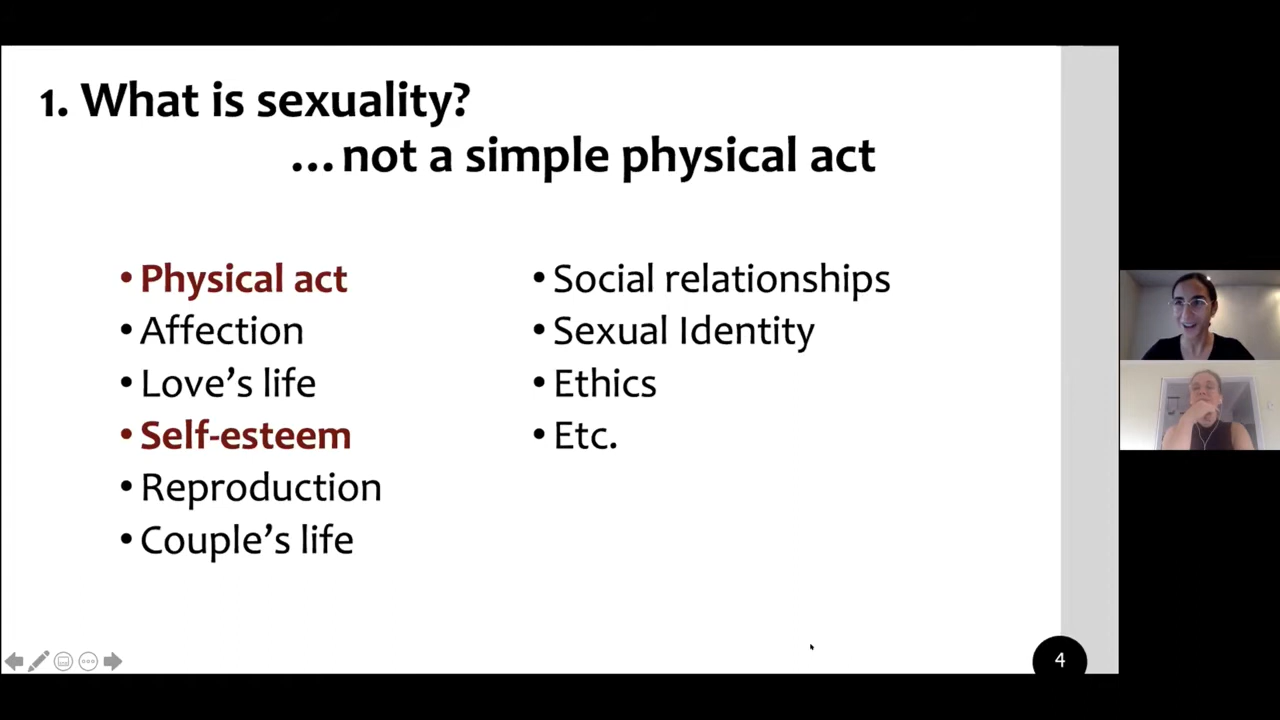 1. What is sexuality?
...not a simple physical act
• Physical act
• Affection
• Love’s life
• Self-esteem
• Reproduction
• Couple’s life
• Social relationships
• Sexual Identity
• Ethics
• Etc.
4